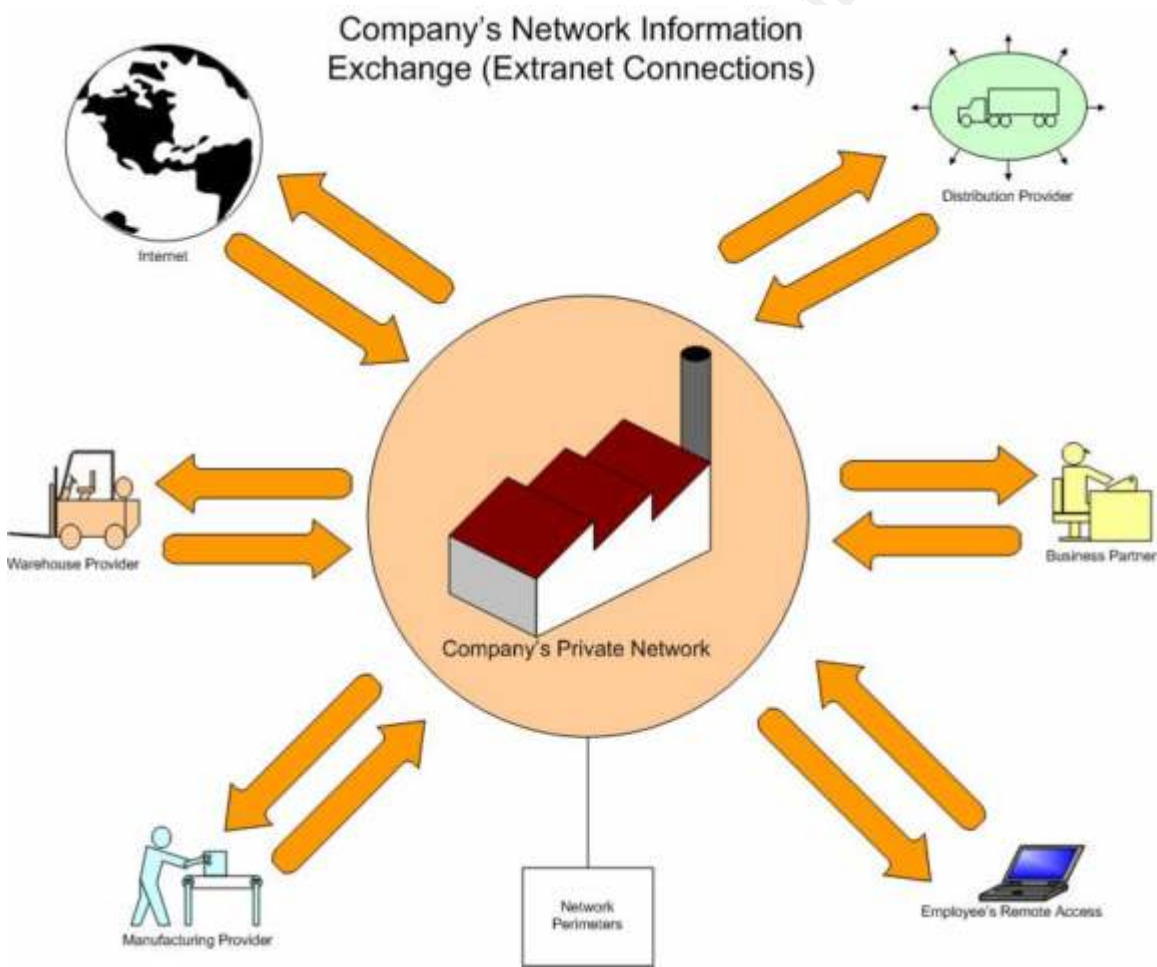 Company's Network Information
Exchange (Extranet Connections)
Internet
Distribution Provider
Warehouse Provider
Business Partner
Company's Private Network
Manufacturing Provider
Network
Perimeters
Employee's Remote Access